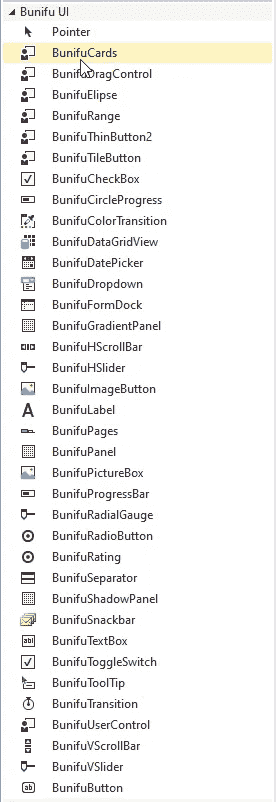 Bunifu UI
Pointer
BunifuCards
BunifuDragControl
BunifuElipse
BunifuRange
BunifuThinButton2
BunifuTileButton
BunifuCheckBox
BunifuCircleProgress
BunifuColorTransition
BunifuDataGridView
BunifuDatePicker
BunifuDropdown
BunifuFormDock
BunifuGradientPanel
BunifuHScrollBar
BunifuHSlider
BunifuImageButton
BunifuLabel
BunifuPages
BunifuPanel
BunifuPictureBox
BunifuProgressBar
BunifuRadialGauge
BunifuRadioButton
BunifuRating
BunifuSeparator
BunifuShadowPanel
BunifuSnackbar
BunifuTextBox
BunifuToggleSwitch
BunifuToolTip
BunifuTransition
BunifuUserControl
BunifuVScrollBar
BunifuVSlider
BunifuButton